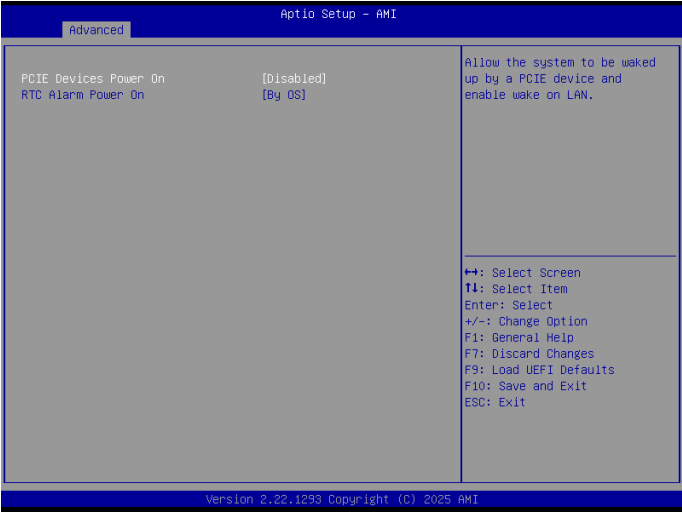 Aptio Setup - AMI
Advanced
PCIE Devices Power On [Disabled]
RTC Alarm Power On [By OS]
Allow the system to be waked
up by a PCIE device and
enable wake on LAN.
↔: Select Screen
↑↓: Select Item
Enter: Select
+/-: Change Option
F1: General Help
F7: Discard Changes
F9: Load UEFI Defaults
F10: Save and Exit
ESC: Exit
Version 2.22.1293 Copyright (C) 2025 AMI